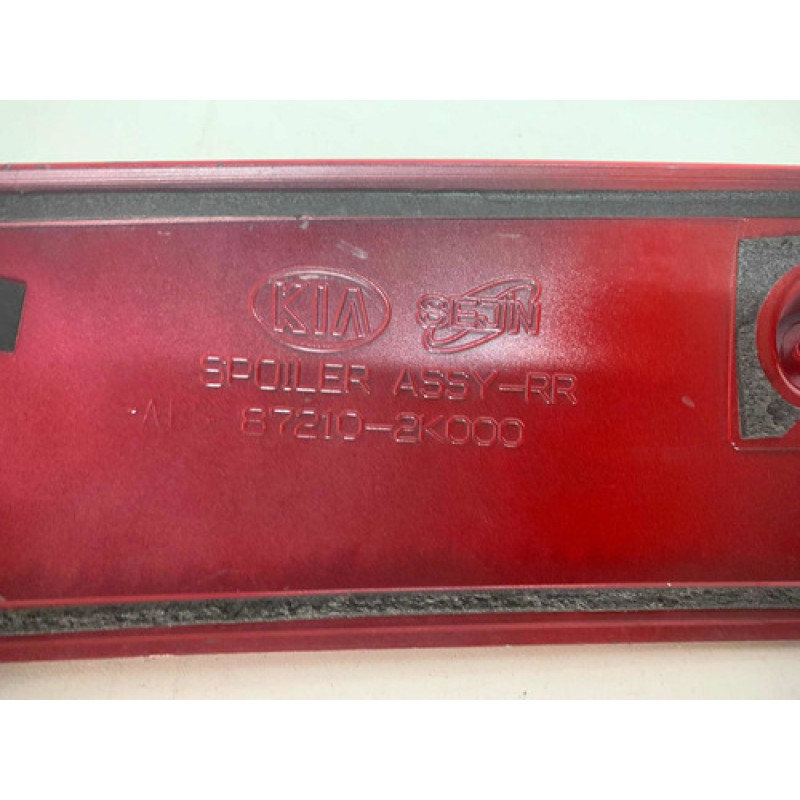 KIA SEJIN
SPOILER ASSY-RR
87210-2K000